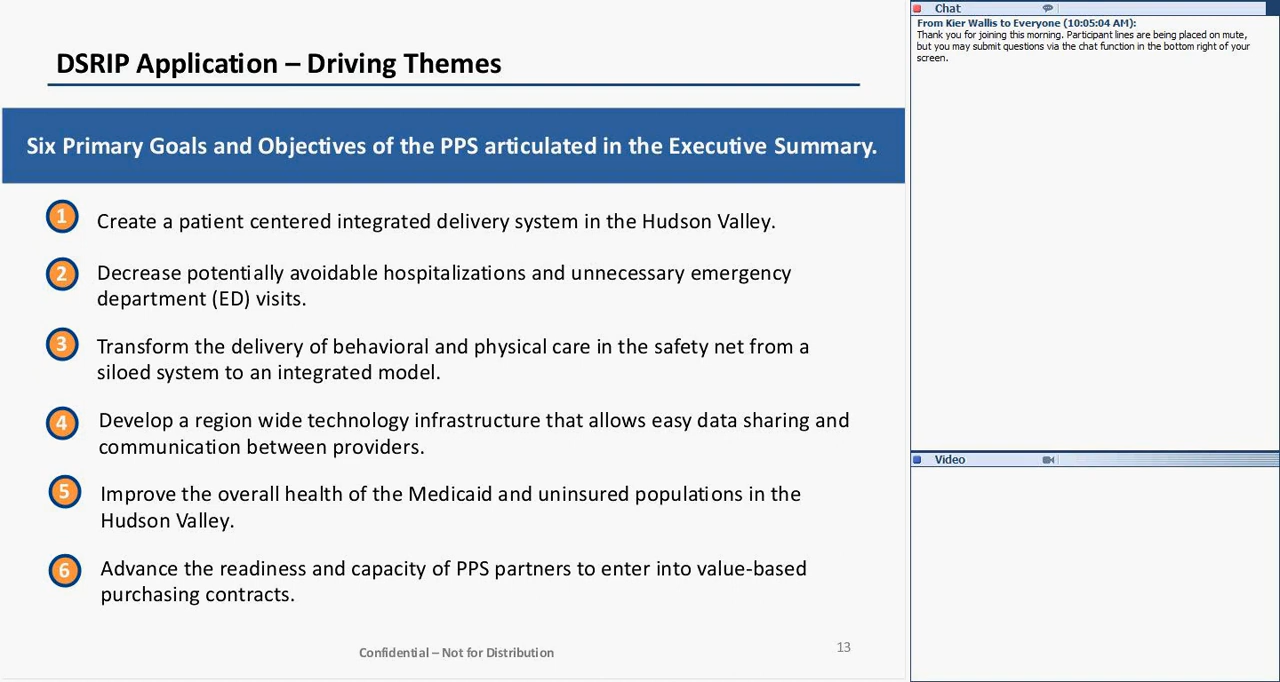 DSRIP Application – Driving Themes
Six Primary Goals and Objectives of the PPS articulated in the Executive Summary.
1 Create a patient centered integrated delivery system in the Hudson Valley.
2 Decrease potentially avoidable hospitalizations and unnecessary emergency
department (ED) visits.
3 Transform the delivery of behavioral and physical care in the safety net from a
siloed system to an integrated model.
4 Develop a region wide technology infrastructure that allows easy data sharing and
communication between providers.
5 Improve the overall health of the Medicaid and uninsured populations in the
Hudson Valley.
6 Advance the readiness and capacity of PPS partners to enter into value-based
purchasing contracts.
Confidential – Not for Distribution
13
Chat
From Kier Wallis to Everyone (10:05:04 AM):
Thank you for joining this morning. Participant lines are being placed on mute,
but you may submit questions via the chat function in the bottom right of your
screen.
Video